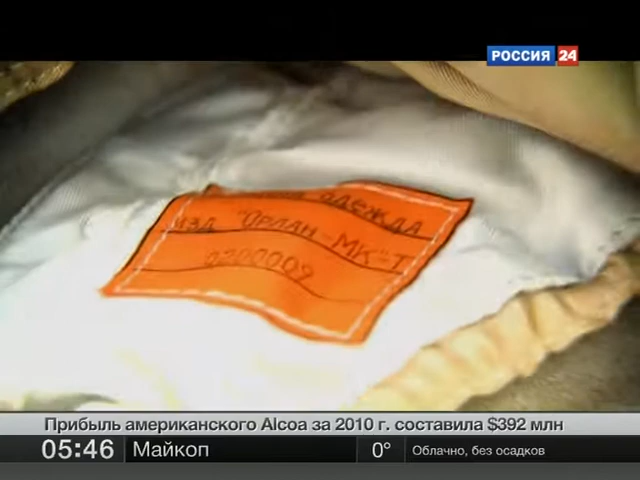 РОССИЯ 24
ОДЕЖДА
ИЗД "ОРЛАН-МК"-Т
0300009
Прибыль американского Alcoa за 2010 г. составила $392 млн
05:46 Майкоп 0° Облачно, без осадков